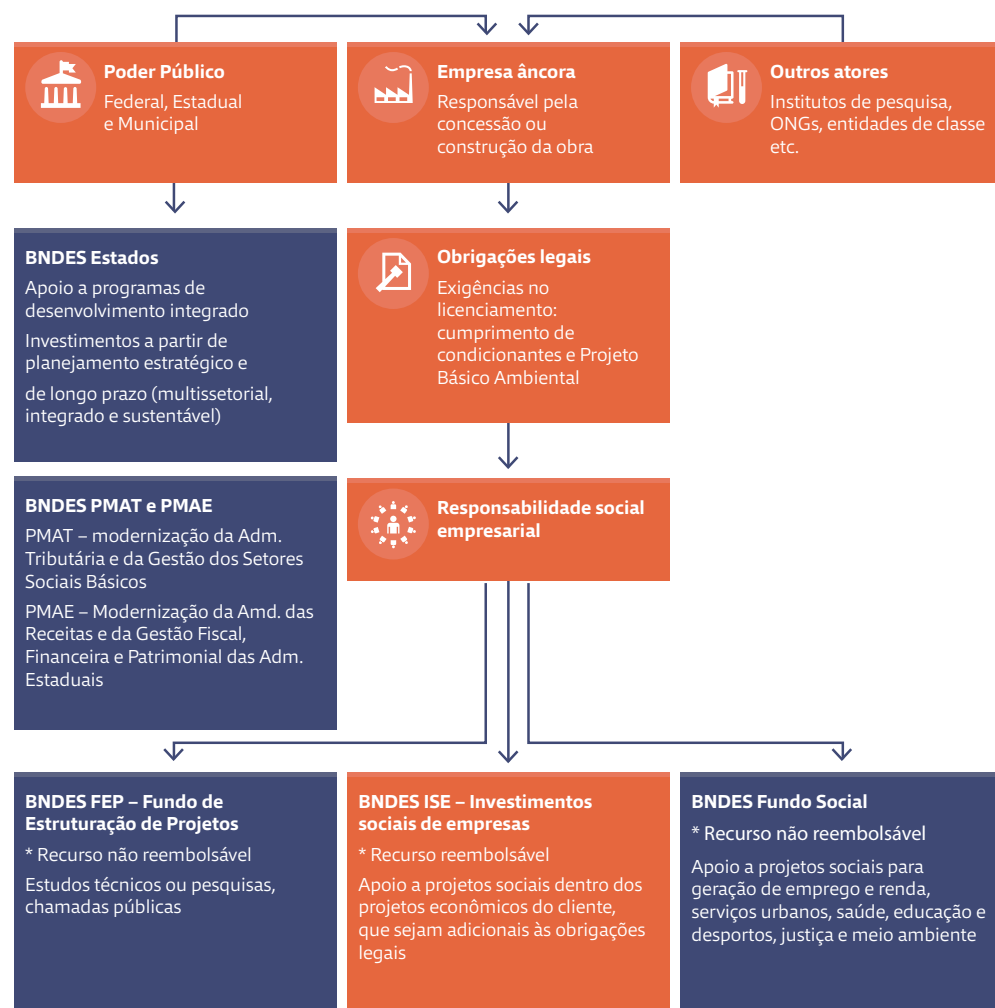 Poder Público
Federal, Estadual
e Municipal
Empresa âncora
Responsável pela
concessão ou
construção da obra
Outros atores
Institutos de pesquisa,
ONGs, entidades de classe
etc.
BNDES Estados
Apoio a programas de
desenvolvimento integrado
Investimentos a partir de
planejamento estratégico e
de longo prazo (multissetorial,
integrado e sustentável)
Obrigações legais
Exigências no
licenciamento:
cumprimento de
condicionantes e Projeto
Básico Ambiental
BNDES PMAT e PMAE
PMAT – modernização da Adm.
Tributária e da Gestão dos Setores
Sociais Básicos
PMAE – Modernização da Amd. das
Receitas e da Gestão Fiscal,
Financeira e Patrimonial das Adm.
Estaduais
Responsabilidade social
empresarial
BNDES FEP – Fundo de
Estruturação de Projetos
* Recurso não reembolsável
Estudos técnicos ou pesquisas,
chamadas públicas
BNDES ISE – Investimentos
sociais de empresas
* Recurso reembolsável
Apoio a projetos sociais dentro dos
projetos econômicos do cliente,
que sejam adicionais às obrigações
legais
BNDES Fundo Social
* Recurso não reembolsável
Apoio a projetos sociais para
geração de emprego e renda,
serviços urbanos, saúde, educação e
desportos, justiça e meio ambiente